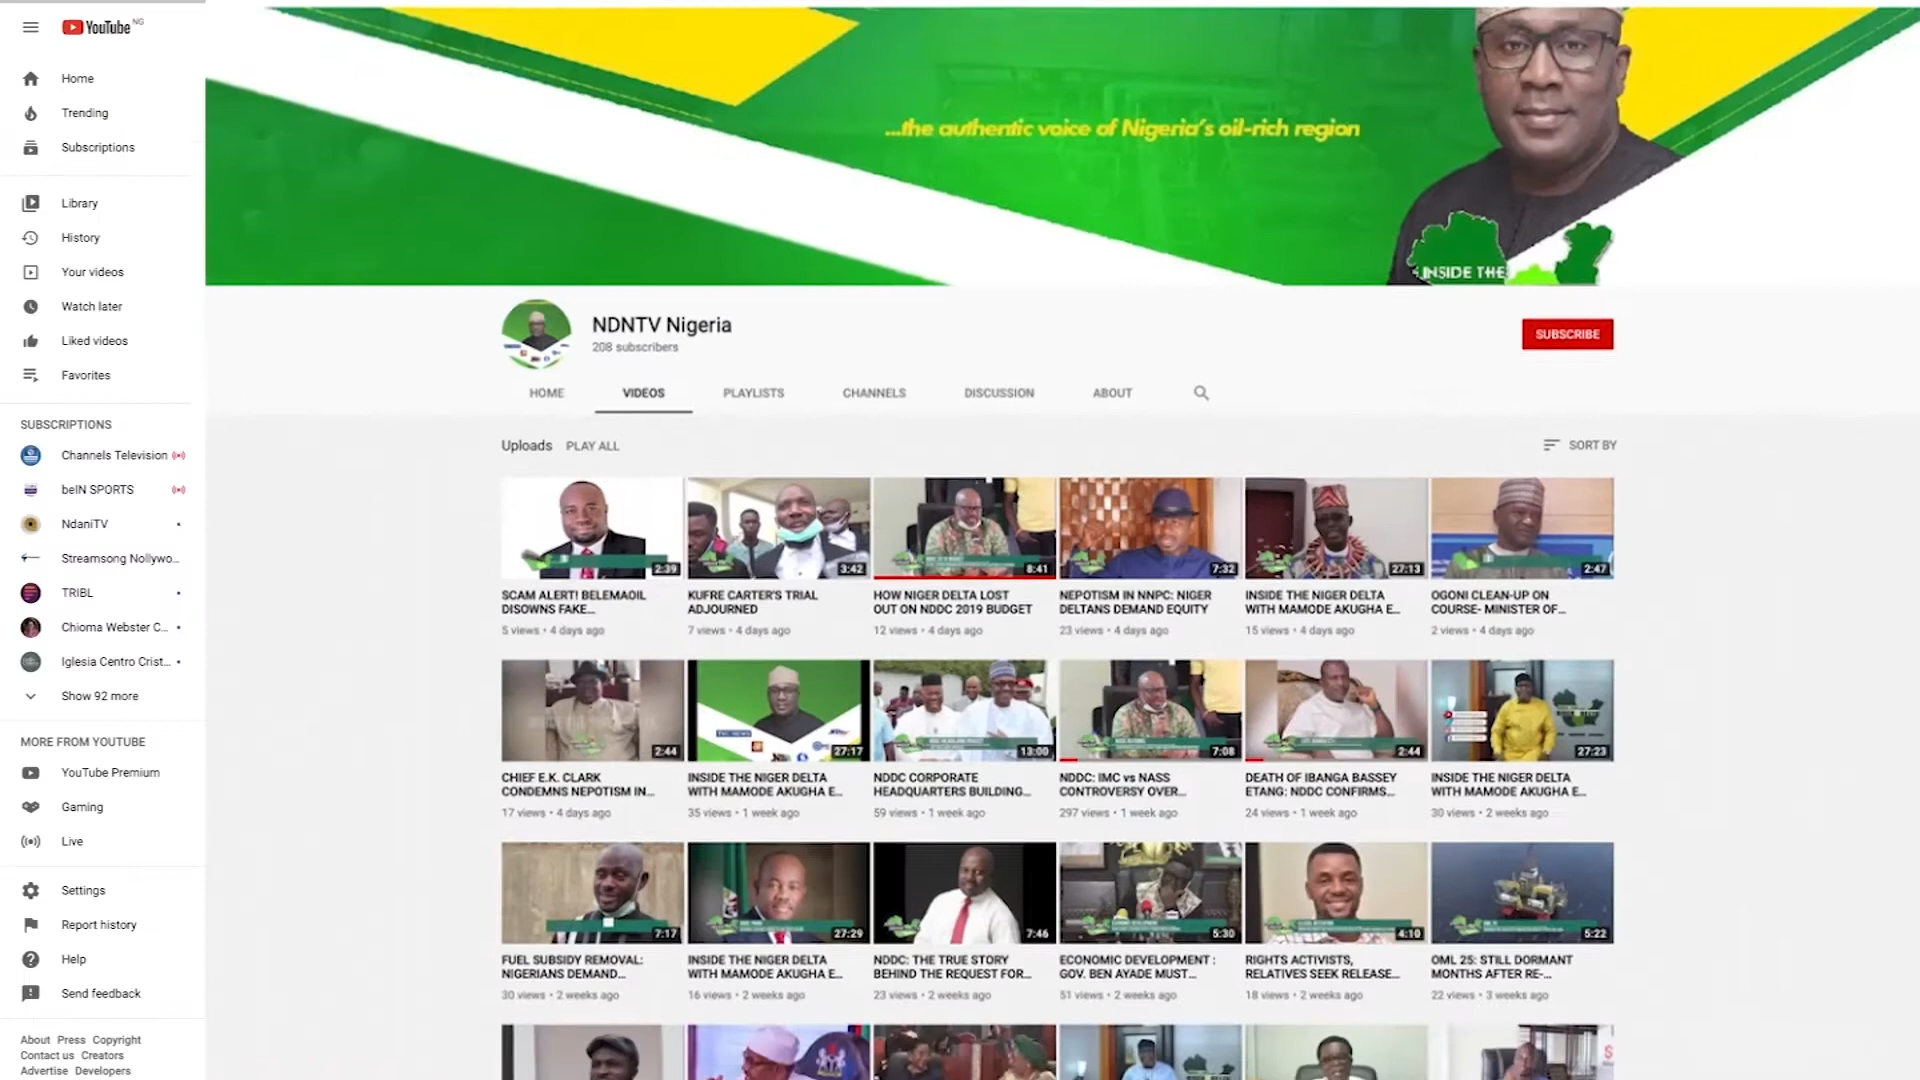 YouTube NG
Home
Trending
Subscriptions
Library
History
Your videos
Watch later
Liked videos
Favorites
SUBSCRIPTIONS
Channels Television
beIN SPORTS
NdaniTV
Streamsong Nollywo...
TRIBL
Chioma Webster C...
Iglesia Centro Crist...
Show 92 more
MORE FROM YOUTUBE
YouTube Premium
Gaming
Live
Settings
Report history
Help
Send feedback
About Press Copyright
Contact us Creators
Advertise Developers
...the authentic voice of Nigeria's oil-rich region
INSIDE THE
NDNTV Nigeria
208 subscribers
SUBSCRIBE
HOME VIDEOS PLAYLISTS CHANNELS DISCUSSION ABOUT
Uploads PLAY ALL
SORT BY
2:39
3:42
8:41
7:32
27:13
2:47
SCAM ALERT! BELEMAOIL
DISOWNS FAKE...
5 views • 4 days ago
KUFRE CARTER'S TRIAL
ADJOURNED
7 views • 4 days ago
HOW NIGER DELTA LOST
OUT ON NDDC 2019 BUDGET
12 views • 4 days ago
NEPOTISM IN NNPC: NIGER
DELTANS DEMAND EQUITY
23 views • 4 days ago
INSIDE THE NIGER DELTA
WITH MAMODE AKUGHA E...
15 views • 4 days ago
OGONI CLEAN-UP ON
COURSE- MINISTER OF...
2 views • 4 days ago
2:44
27:17
13:00
7:08
2:44
27:23
CHIEF E.K. CLARK
CONDEMNS NEPOTISM IN...
17 views • 4 days ago
INSIDE THE NIGER DELTA
WITH MAMODE AKUGHA E...
35 views • 1 week ago
NDDC CORPORATE
HEADQUARTERS BUILDING...
59 views • 1 week ago
NDDC: IMC vs NASS
CONTROVERSY OVER...
297 views • 1 week ago
DEATH OF IBANGA BASSEY
ETANG: NDDC CONFIRMS...
24 views • 1 week ago
INSIDE THE NIGER DELTA
WITH MAMODE AKUGHA E...
30 views • 2 weeks ago
7:17
27:29
7:46
5:30
4:10
5:22
FUEL SUBSIDY REMOVAL:
NIGERIANS DEMAND...
30 views • 2 weeks ago
INSIDE THE NIGER DELTA
WITH MAMODE AKUGHA E...
16 views • 2 weeks ago
NDDC: THE TRUE STORY
BEHIND THE REQUEST FOR...
23 views • 2 weeks ago
ECONOMIC DEVELOPMENT :
GOV. BEN AYADE MUST...
51 views • 2 weeks ago
RIGHTS ACTIVISTS,
RELATIVES SEEK RELEASE...
18 views • 2 weeks ago
OML 25: STILL DORMANT
MONTHS AFTER RE-...
22 views • 3 weeks ago